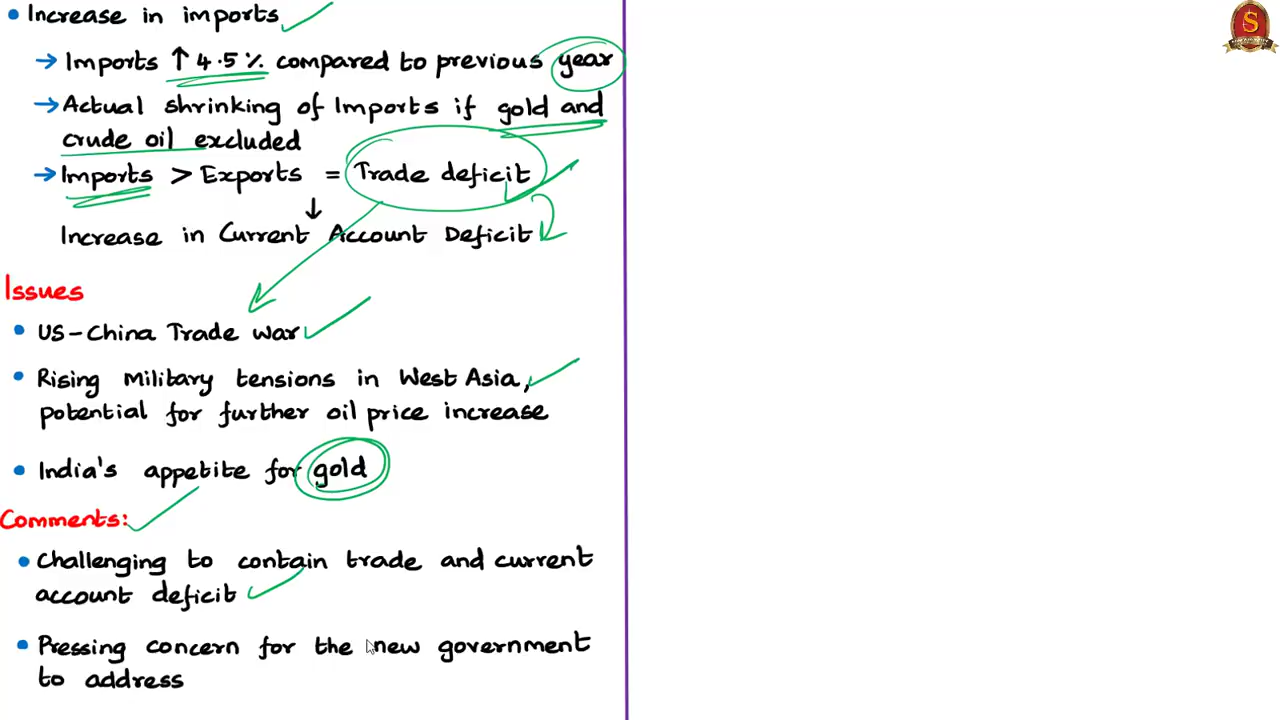 • Increase in imports
→ Imports ↑ 4.5% compared to previous year
→ Actual shrinking of Imports if gold and
crude oil excluded
→ Imports > Exports = Trade deficit
↓
Increase in Current Account Deficit
Issues
• US-China Trade war
• Rising military tensions in West Asia,
potential for further oil price increase
• India's appetite for gold
Comments:
• Challenging to contain trade and current
account deficit
• Pressing concern for the new government
to address
S